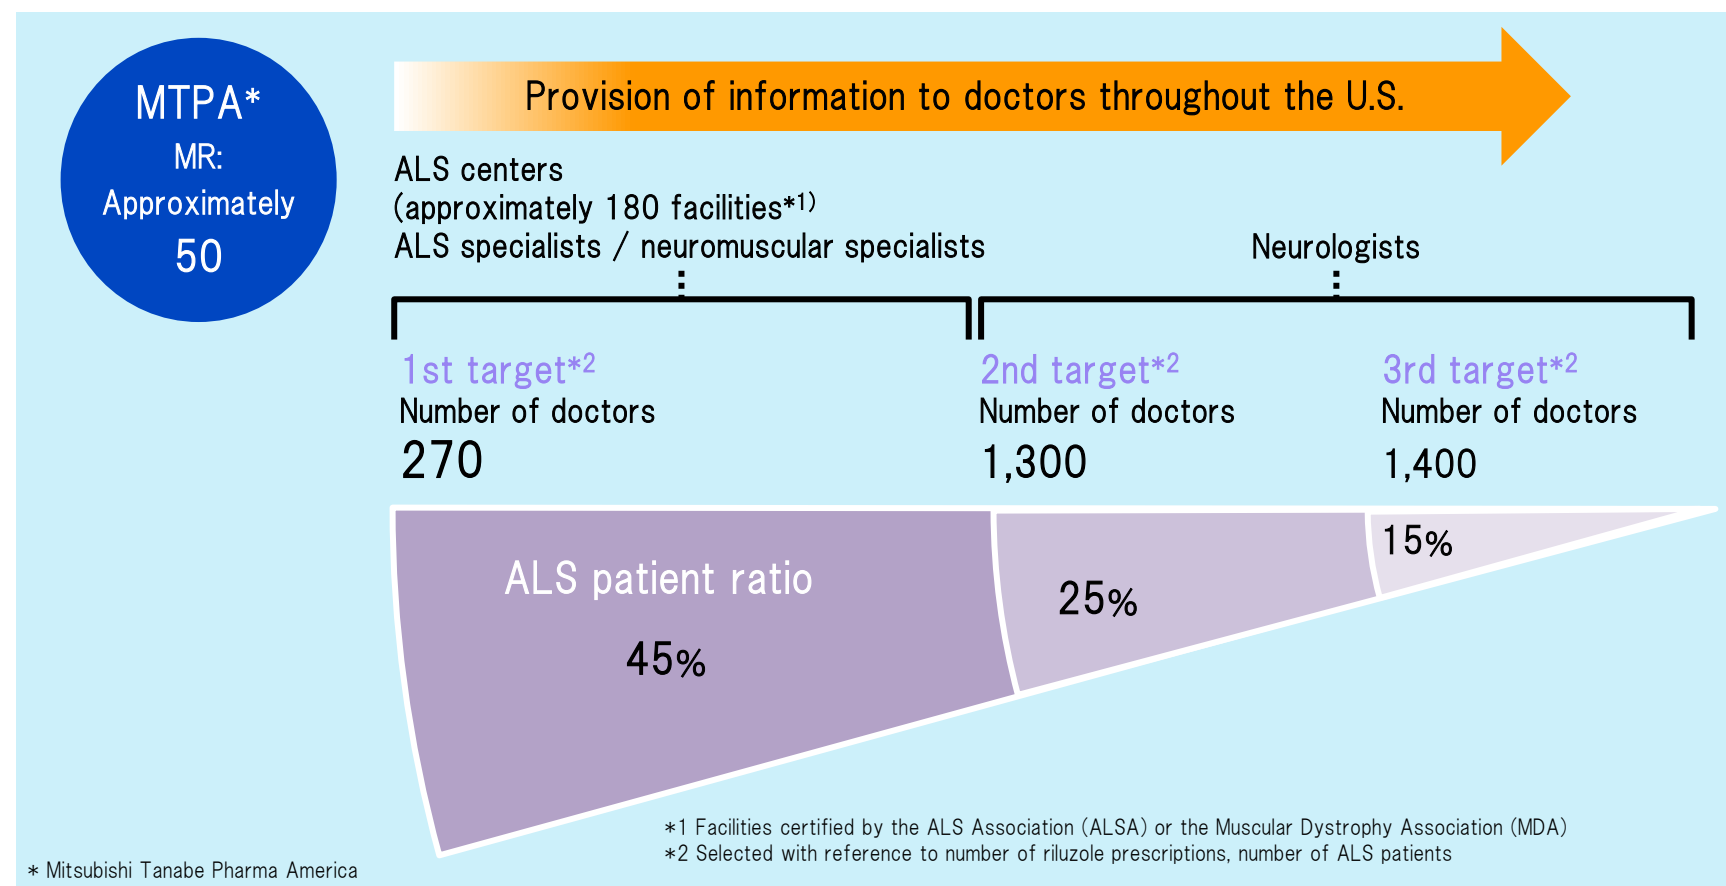 MTPA*
MR:
Approximately
50
Provision of information to doctors throughout the U.S.
ALS centers
(approximately 180 facilities*1)
ALS specialists / neuromuscular specialists
Neurologists
1st target*2
Number of doctors
270
2nd target*2
Number of doctors
1,300
3rd target*2
Number of doctors
1,400
ALS patient ratio
45%
25%
15%
*1 Facilities certified by the ALS Association (ALSA) or the Muscular Dystrophy Association (MDA)
*2 Selected with reference to number of riluzole prescriptions, number of ALS patients
* Mitsubishi Tanabe Pharma America